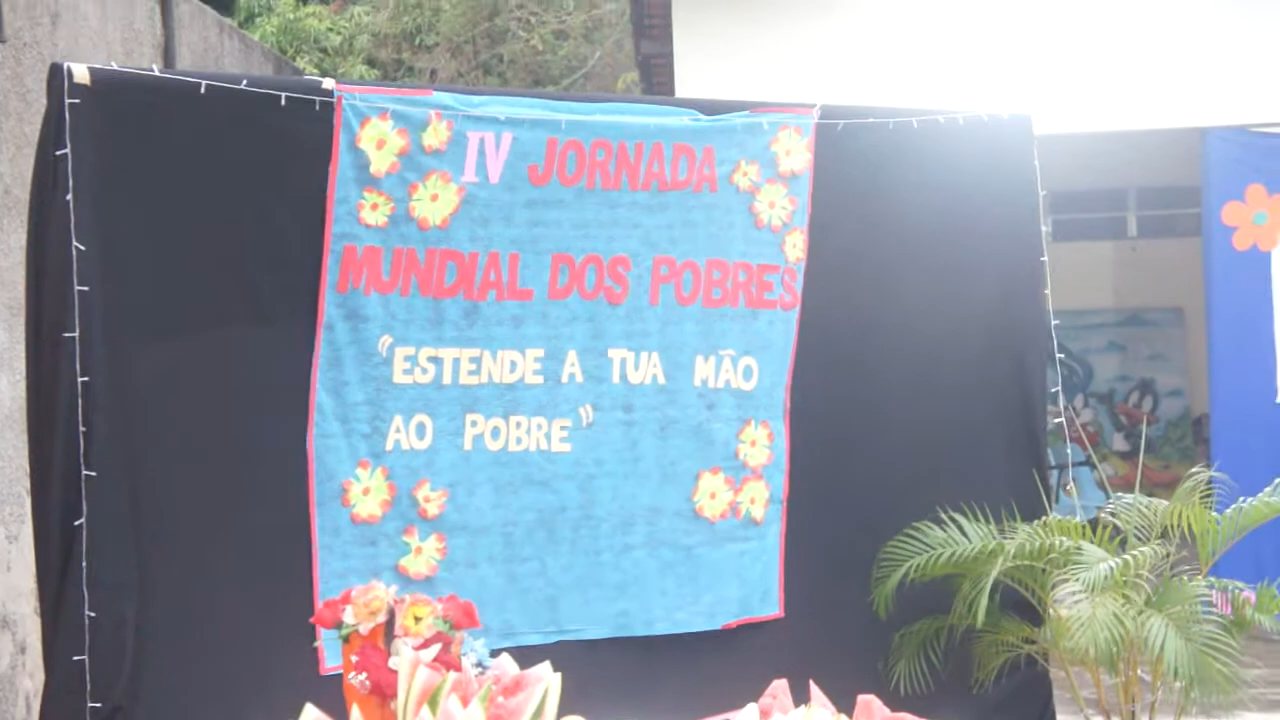 IV JORNADA
MUNDIAL DOS POBRES
"ESTENDE A TUA MÃO
AO POBRE"